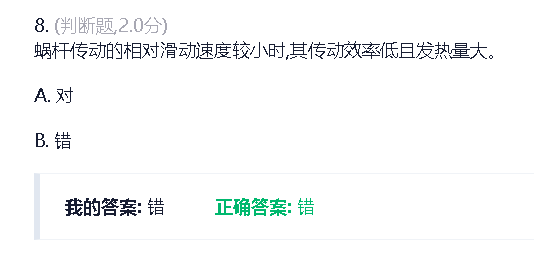 8. (判断题,2.0分)
蜗杆传动的相对滑动速度较小时,其传动效率低且发热量大。
A. 对
B. 错
我的答案: 错 正确答案: 错